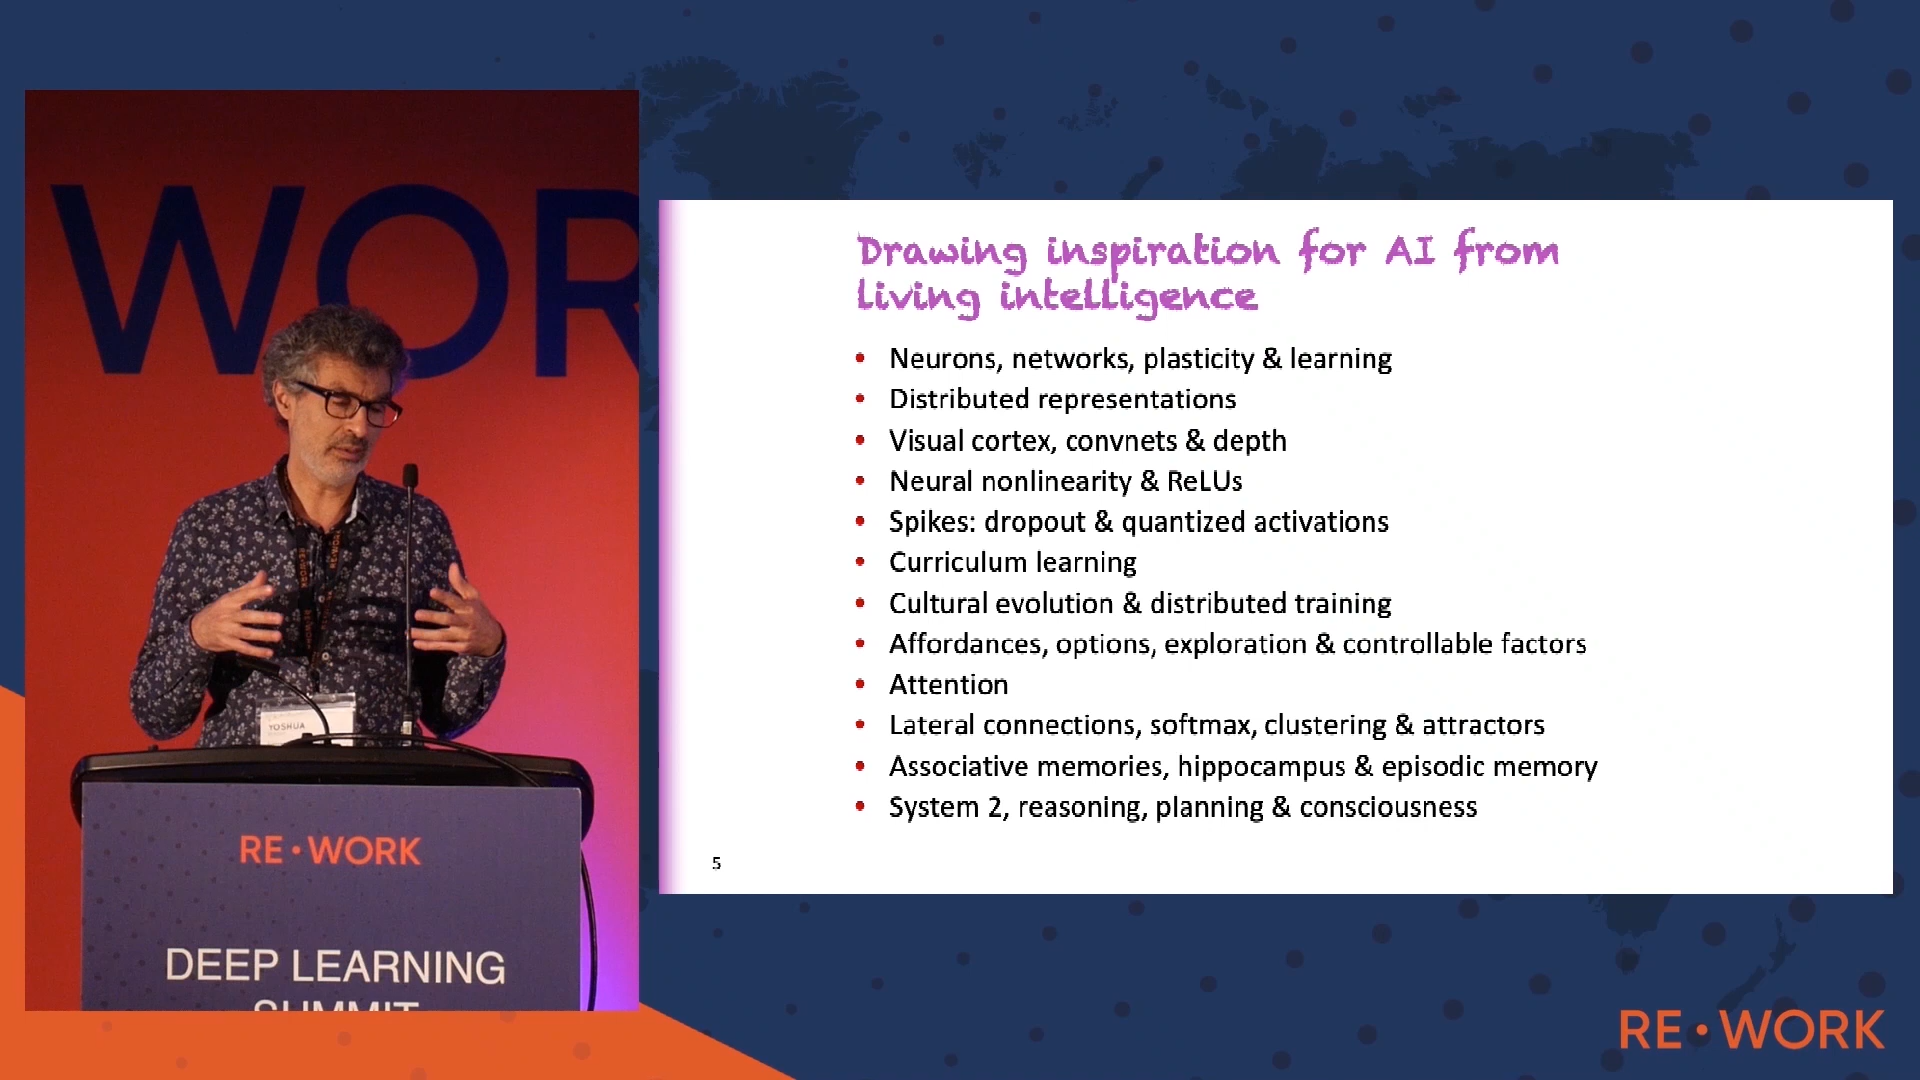 WOR
YOSHUA
RE•WORK
DEEP LEARNING
SUMMIT
Drawing inspiration for AI from
living intelligence
• Neurons, networks, plasticity & learning
• Distributed representations
• Visual cortex, convnets & depth
• Neural nonlinearity & ReLUs
• Spikes: dropout & quantized activations
• Curriculum learning
• Cultural evolution & distributed training
• Affordances, options, exploration & controllable factors
• Attention
• Lateral connections, softmax, clustering & attractors
• Associative memories, hippocampus & episodic memory
• System 2, reasoning, planning & consciousness
5
RE•WORK